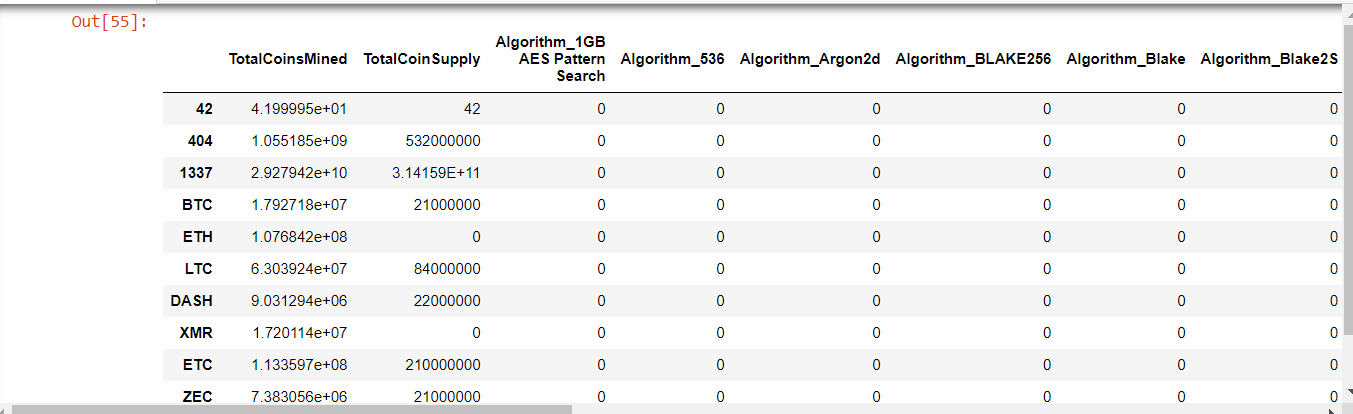 Out[55]:
TotalCoinsMined TotalCoinSupply Algorithm_1GB AES Pattern Search Algorithm_536 Algorithm_Argon2d Algorithm_BLAKE256 Algorithm_Blake Algorithm_Blake2S
42 4.199995e+01 42 0 0 0 0 0 0
404 1.055185e+09 532000000 0 0 0 0 0 0
1337 2.927942e+10 3.14159E+11 0 0 0 0 0 0
BTC 1.792718e+07 21000000 0 0 0 0 0 0
ETH 1.076842e+08 0 0 0 0 0 0 0
LTC 6.303924e+07 84000000 0 0 0 0 0 0
DASH 9.031294e+06 22000000 0 0 0 0 0 0
XMR 1.720114e+07 0 0 0 0 0 0 0
ETC 1.133597e+08 210000000 0 0 0 0 0 0
ZEC 7.383056e+06 21000000 0 0 0 0 0 0